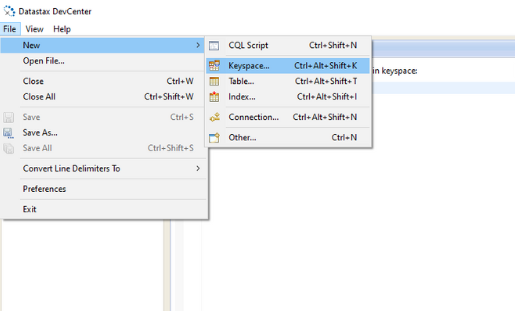 Datastax DevCenter
File View Help
New
Open File...
Close Ctrl+W
Close All Ctrl+Shift+W
Save Ctrl+S
Save As...
Save All Ctrl+Shift+S
Convert Line Delimiters To
Preferences
Exit
CQL Script Ctrl+Shift+N
Keyspace... Ctrl+Alt+Shift+K
Table... Ctrl+Alt+Shift+T
Index... Ctrl+Alt+Shift+I
Connection... Ctrl+Alt+Shift+N
Other... Ctrl+N
in keyspace: